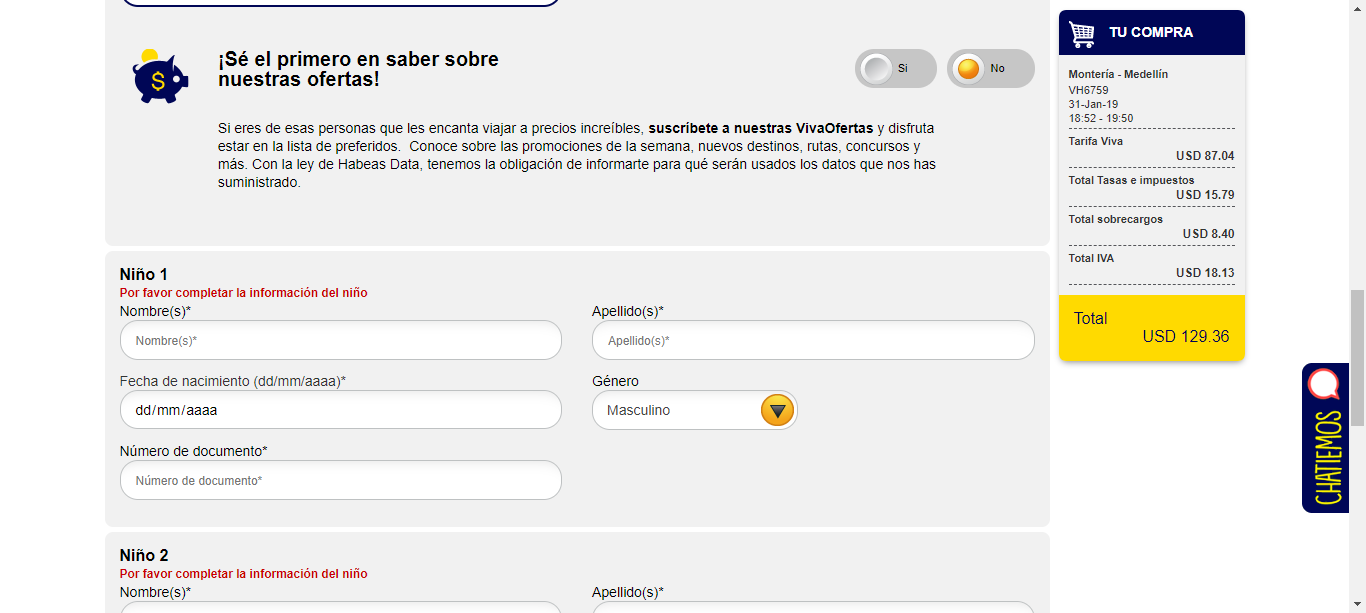 ¡Sé el primero en saber sobre
nuestras ofertas!
Si
No
Si eres de esas personas que les encanta viajar a precios increíbles, suscríbete a nuestras VivaOfertas y disfruta
estar en la lista de preferidos.  Conoce sobre las promociones de la semana, nuevos destinos, rutas, concursos y
más. Con la ley de Habeas Data, tenemos la obligación de informarte para qué serán usados los datos que nos has
suministrado.
Niño 1
Por favor completar la información del niño
Nombre(s)*
Apellido(s)*
Nombre(s)*
Apellido(s)*
Fecha de nacimiento (dd/mm/aaaa)*
Género
dd/mm/aaaa
Masculino
Número de documento*
Número de documento*
Niño 2
Por favor completar la información del niño
Nombre(s)*
Apellido(s)*
TU COMPRA
Montería - Medellín
VH6759
31-Jan-19
18:52 - 19:50
Tarifa Viva
USD 87.04
Total Tasas e impuestos
USD 15.79
Total sobrecargos
USD 8.40
Total IVA
USD 18.13
Total
USD 129.36
CHATIEMOS